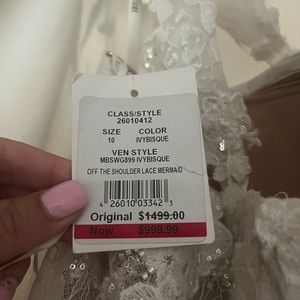 CLASS/STYLE
26010412
SIZE COLOR
10 IVYBISQUE
VEN STYLE
MBSWG899 IVYBISQUE
OFF THE SHOULDER LACE MERMAID
4 26010 03342 3
Original $1499.00
Now $999.99